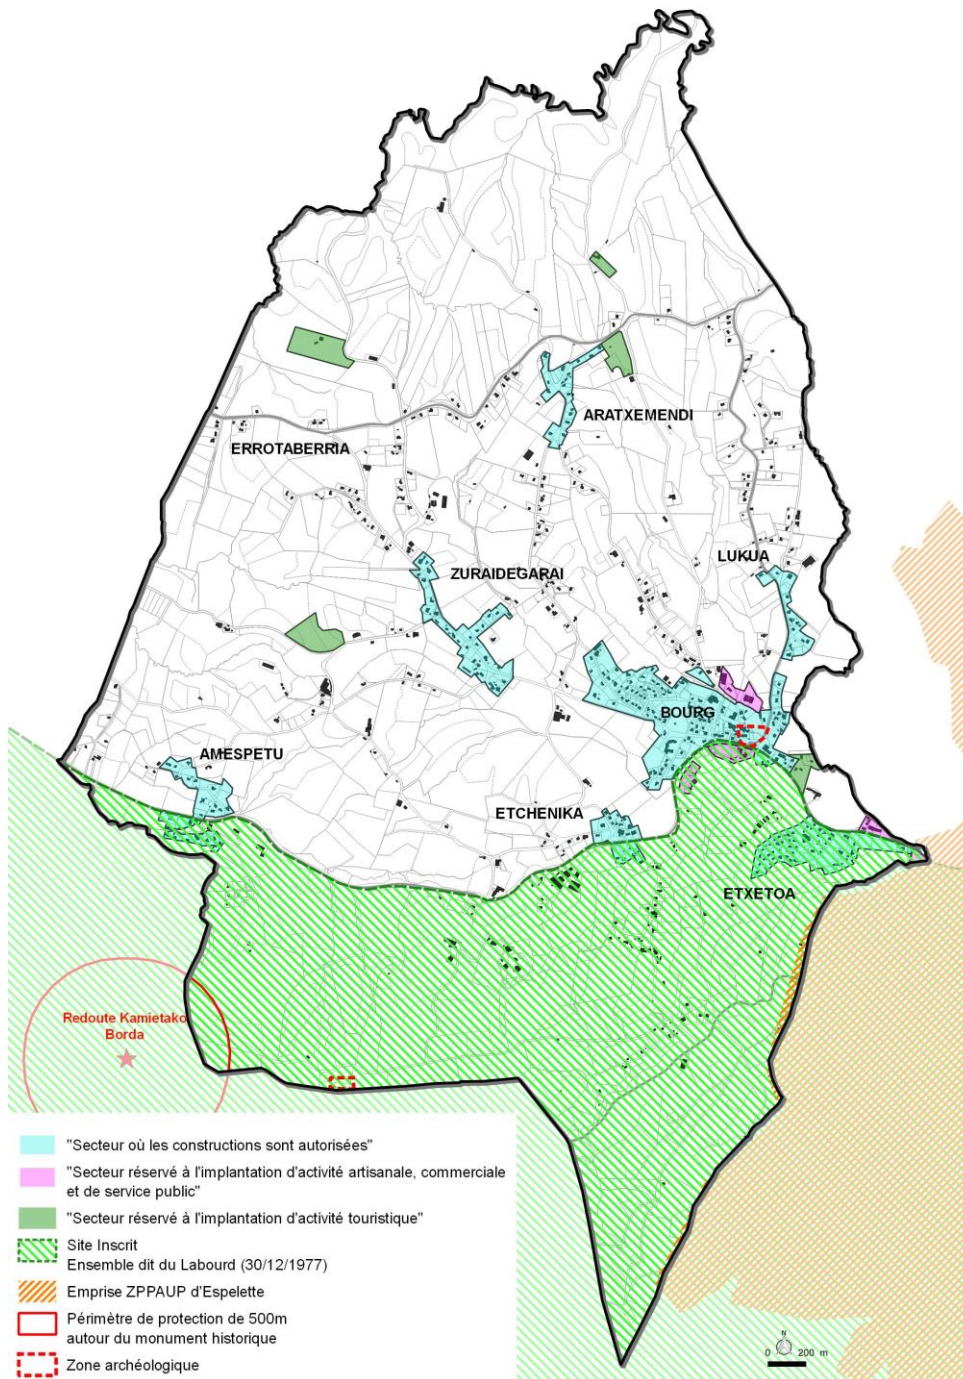 ARATXEMENDI
ERROTABERRIA
LUKUA
ZURAIDEGARAI
BOURG
AMESPETU
ETCHENIKA
ETXETOA
Redoute Kamietako
Borda
"Secteur où les constructions sont autorisées"
"Secteur réservé à l'implantation d'activité artisanale, commerciale
et de service public"
"Secteur réservé à l'implantation d'activité touristique"
Site Inscrit
Ensemble dit du Labourd (30/12/1977)
Emprise ZPPAUP d'Espelette
Périmètre de protection de 500m
autour du monument historique
Zone archéologique
N
0 200 m